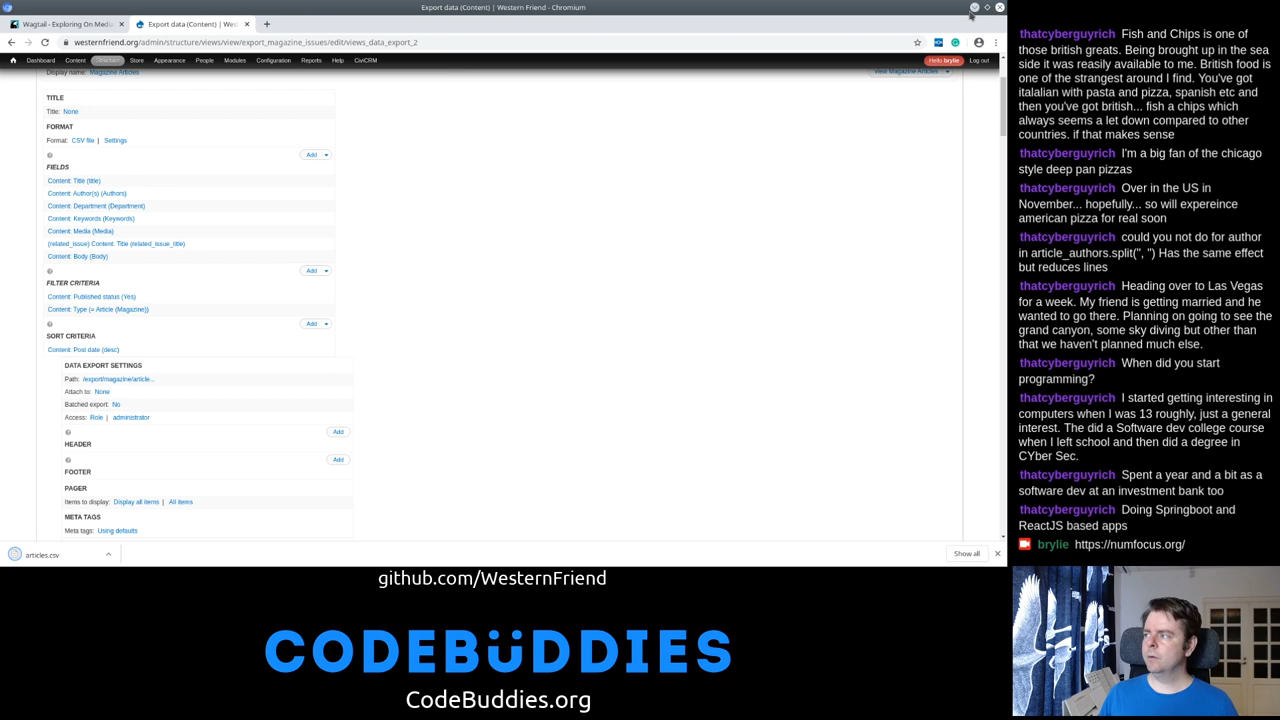 Export data (Content) | Western Friend - Chromium
Wagtail - Exploring On Medi
Export data (Content) | Wes
westernfriend.org/admin/structure/views/view/export_magazine_issues/edit/views_data_export_2
Dashboard Content Structure Store Appearance People Modules Configuration Reports Help CiviCRM Hello brylie Log out
Display name: Magazine Articles
View Magazine Articles
TITLE
Title: None
FORMAT
Format: CSV file | Settings
Add
FIELDS
Content: Title (title)
Content: Author(s) (Authors)
Content: Department (Department)
Content: Keywords (Keywords)
Content: Media (Media)
(related_issue) Content: Title (related_issue_title)
Content: Body (Body)
Add
FILTER CRITERIA
Content: Published status (Yes)
Content: Type (= Article (Magazine))
Add
SORT CRITERIA
Content: Post date (desc)
DATA EXPORT SETTINGS
Path: /export/magazine/article...
Attach to: None
Batched export: No
Access: Role | administrator
Add
HEADER
Add
FOOTER
PAGER
Items to display: Display all items | All items
META TAGS
Meta tags: Using defaults
articles.csv
Show all
github.com/WesternFriend
CODEBUDDIES
CodeBuddies.org
thatcyberguyrich Fish and Chips is one of
those british greats. Being brought up in the sea
side it was reasily available to me. British food is
one of the strangest around I find. You've got
italalian with pasta and pizza, spanish etc and
then you've got british... fish a chips which
always seems a let down compared to other
countries. if that makes sense
thatcyberguyrich I'm a big fan of the chicago
style deep pan pizzas
thatcyberguyrich Over in the US in
November... hopefully... so will expereince
american pizza for real soon
thatcyberguyrich could you not do for author
in article_authors.split(", ") Has the same effect
but reduces lines
thatcyberguyrich Heading over to Las Vegas
for a week. My friend is getting married and he
wanted to go there. Planning on going to see the
grand canyon, some sky diving but other than
that we haven't planned much else.
thatcyberguyrich When did you start
programming?
thatcyberguyrich I started getting interesting in
computers when I was 13 roughly, just a general
interest. The did a Software dev college course
when I left school and then did a degree in
CYber Sec.
thatcyberguyrich Spent a year and a bit as a
software dev at an investment bank too
thatcyberguyrich Doing Springboot and
ReactJS based apps
brylie https://numfocus.org/